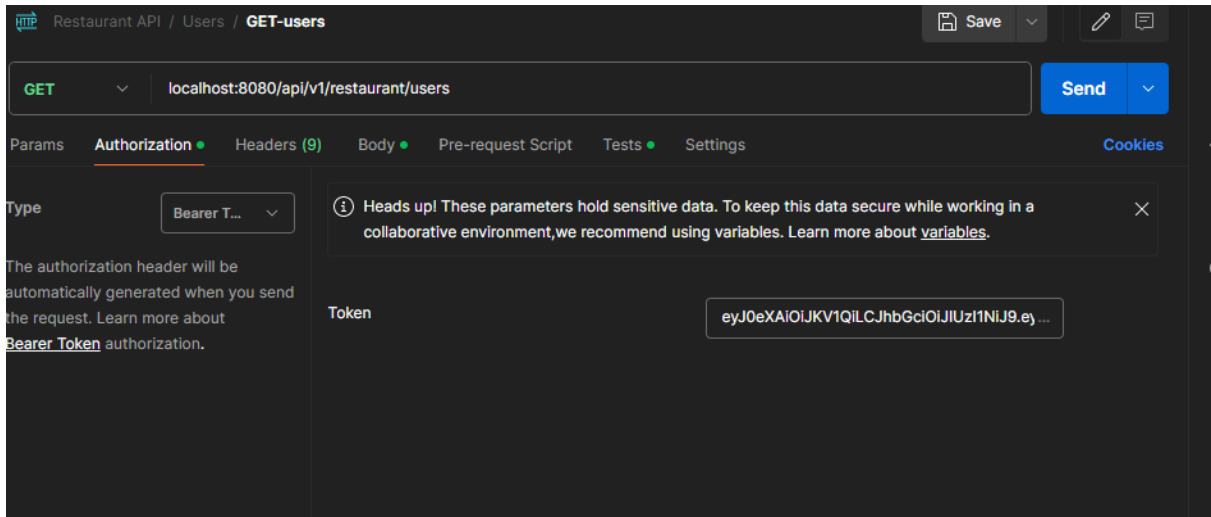 HTTP Restaurant API / Users / GET-users
Save
GET localhost:8080/api/v1/restaurant/users Send
Params Authorization Headers (9) Body Pre-request Script Tests Settings Cookies
Type Bearer T...
The authorization header will be
automatically generated when you send
the request. Learn more about
Bearer Token authorization.
Heads up! These parameters hold sensitive data. To keep this data secure while working in a
collaborative environment,we recommend using variables. Learn more about variables.
Token eyJ0eXAiOiJKV1QiLCJhbGciOiJIUzI1NiJ9.ey ...